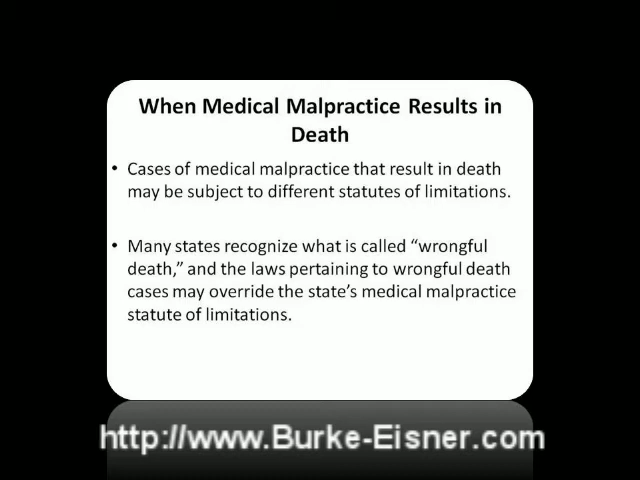 When Medical Malpractice Results in
Death
• Cases of medical malpractice that result in death
may be subject to different statutes of limitations.
• Many states recognize what is called “wrongful
death,” and the laws pertaining to wrongful death
cases may override the state’s medical malpractice
statute of limitations.
http://www.Burke-Eisner.com